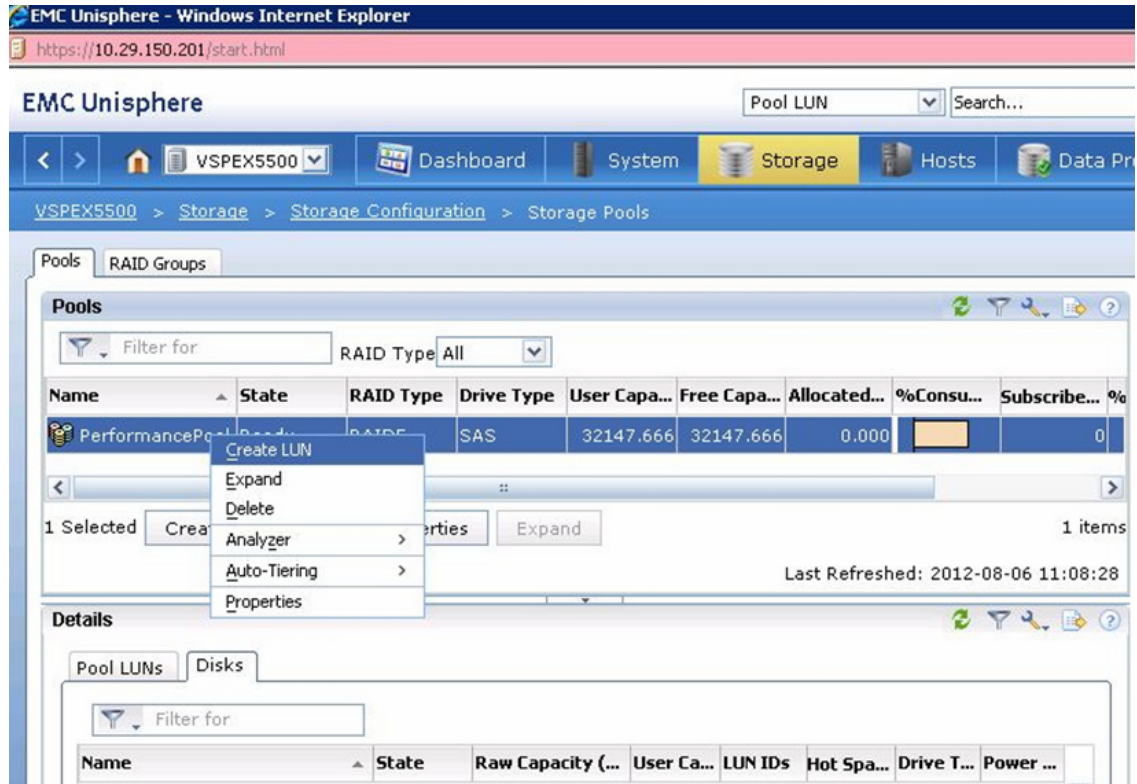 EMC Unisphere - Windows Internet Explorer
https://10.29.150.201/start.html
EMC Unisphere Pool LUN Search...
VSPEX5500 Dashboard System Storage Hosts Data Pr
VSPEX5500 > Storage > Storage Configuration > Storage Pools
Pools RAID Groups
Pools
Filter for RAID Type All
Name State RAID Type Drive Type User Capa... Free Capa... Allocated... %Consu... Subscribe... %
PerformancePool Ready RAID5 SAS 32147.666 32147.666 0.000 0
Create LUN
Expand
Delete
1 Selected Crea erties Expand 1 items
Analyzer >
Auto-Tiering >
Last Refreshed: 2012-08-06 11:08:28
Properties
Details
Pool LUNs Disks
Filter for
Name State Raw Capacity (... User Ca... LUN IDs Hot Spa... Drive T... Power ...